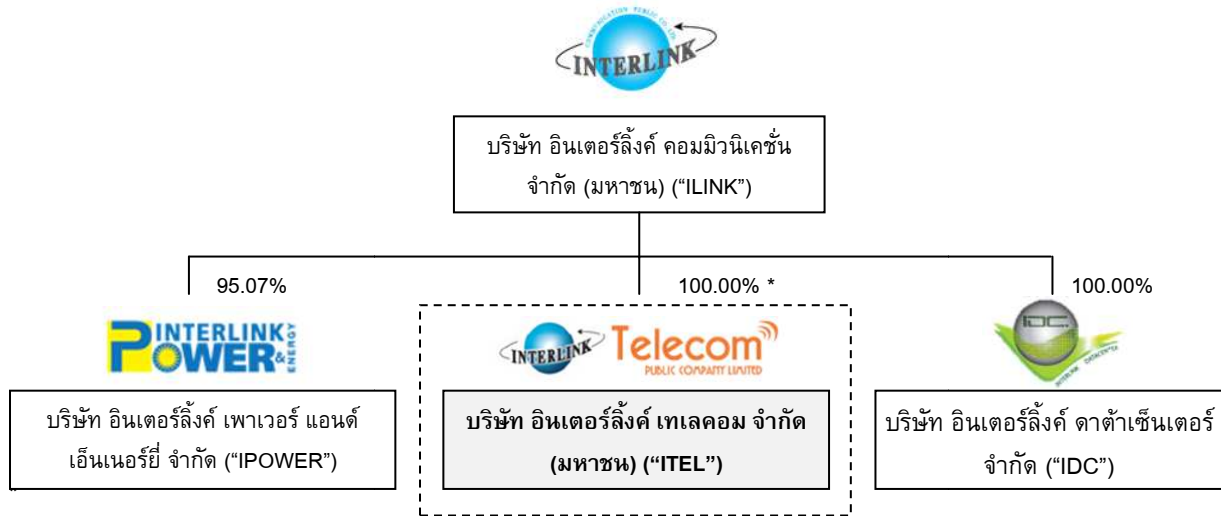 COMMUNICATION PUBLIC CO., LTD.
INTERLINK
บริษัท อินเตอร์ลิ้งค์ คอมมิวนิเคชั่น
จำกัด (มหาชน) (“ILINK”)
95.07%
100.00% *
100.00%
INTERLINK
POWER & ENERGY
INTERLINK Telecom
PUBLIC COMPANY LIMITED
IDC
INTERLINK DATACENTER
บริษัท อินเตอร์ลิ้งค์ เพาเวอร์ แอนด์
เอ็นเนอร์ยี่ จำกัด (“IPOWER”)
บริษัท อินเตอร์ลิ้งค์ เทเลคอม จำกัด
(มหาชน) (“ITEL”)
บริษัท อินเตอร์ลิ้งค์ ดาต้าเซ็นเตอร์
จำกัด (“IDC”)